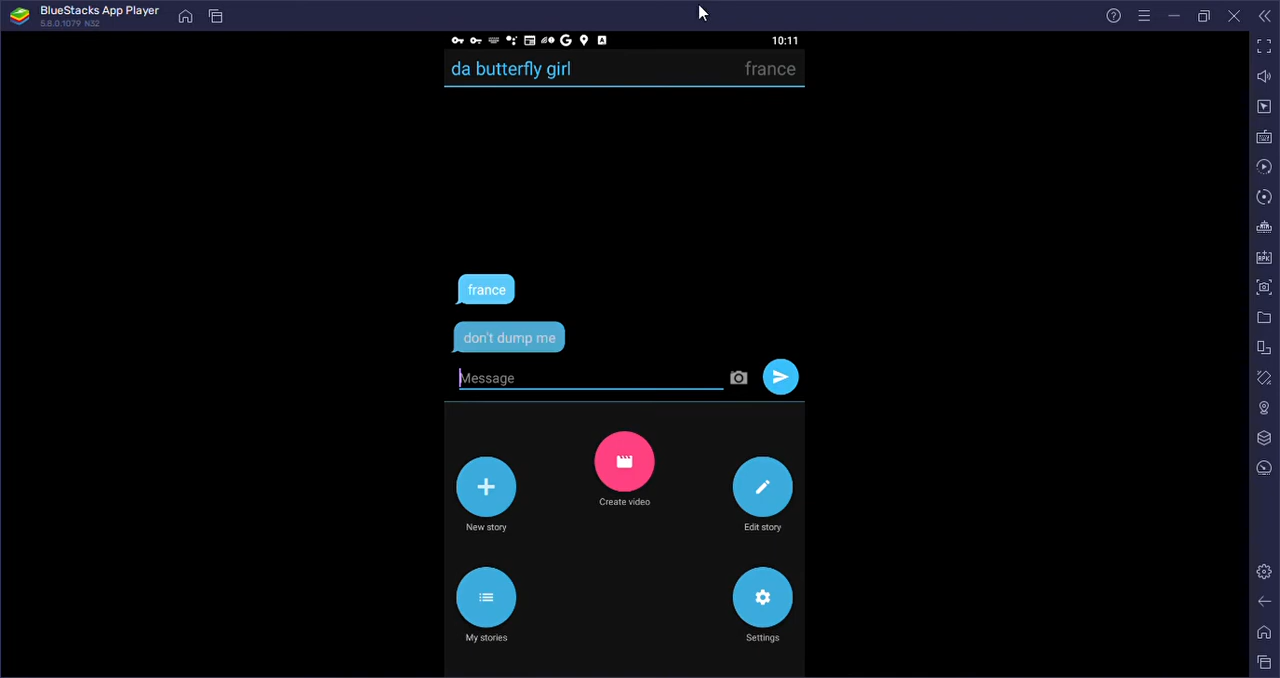 BlueStacks App Player
5.8.0.1079 N32
10:11
da butterfly girl france
france
don't dump me
Message
Create video
New story
Edit story
My stories
Settings